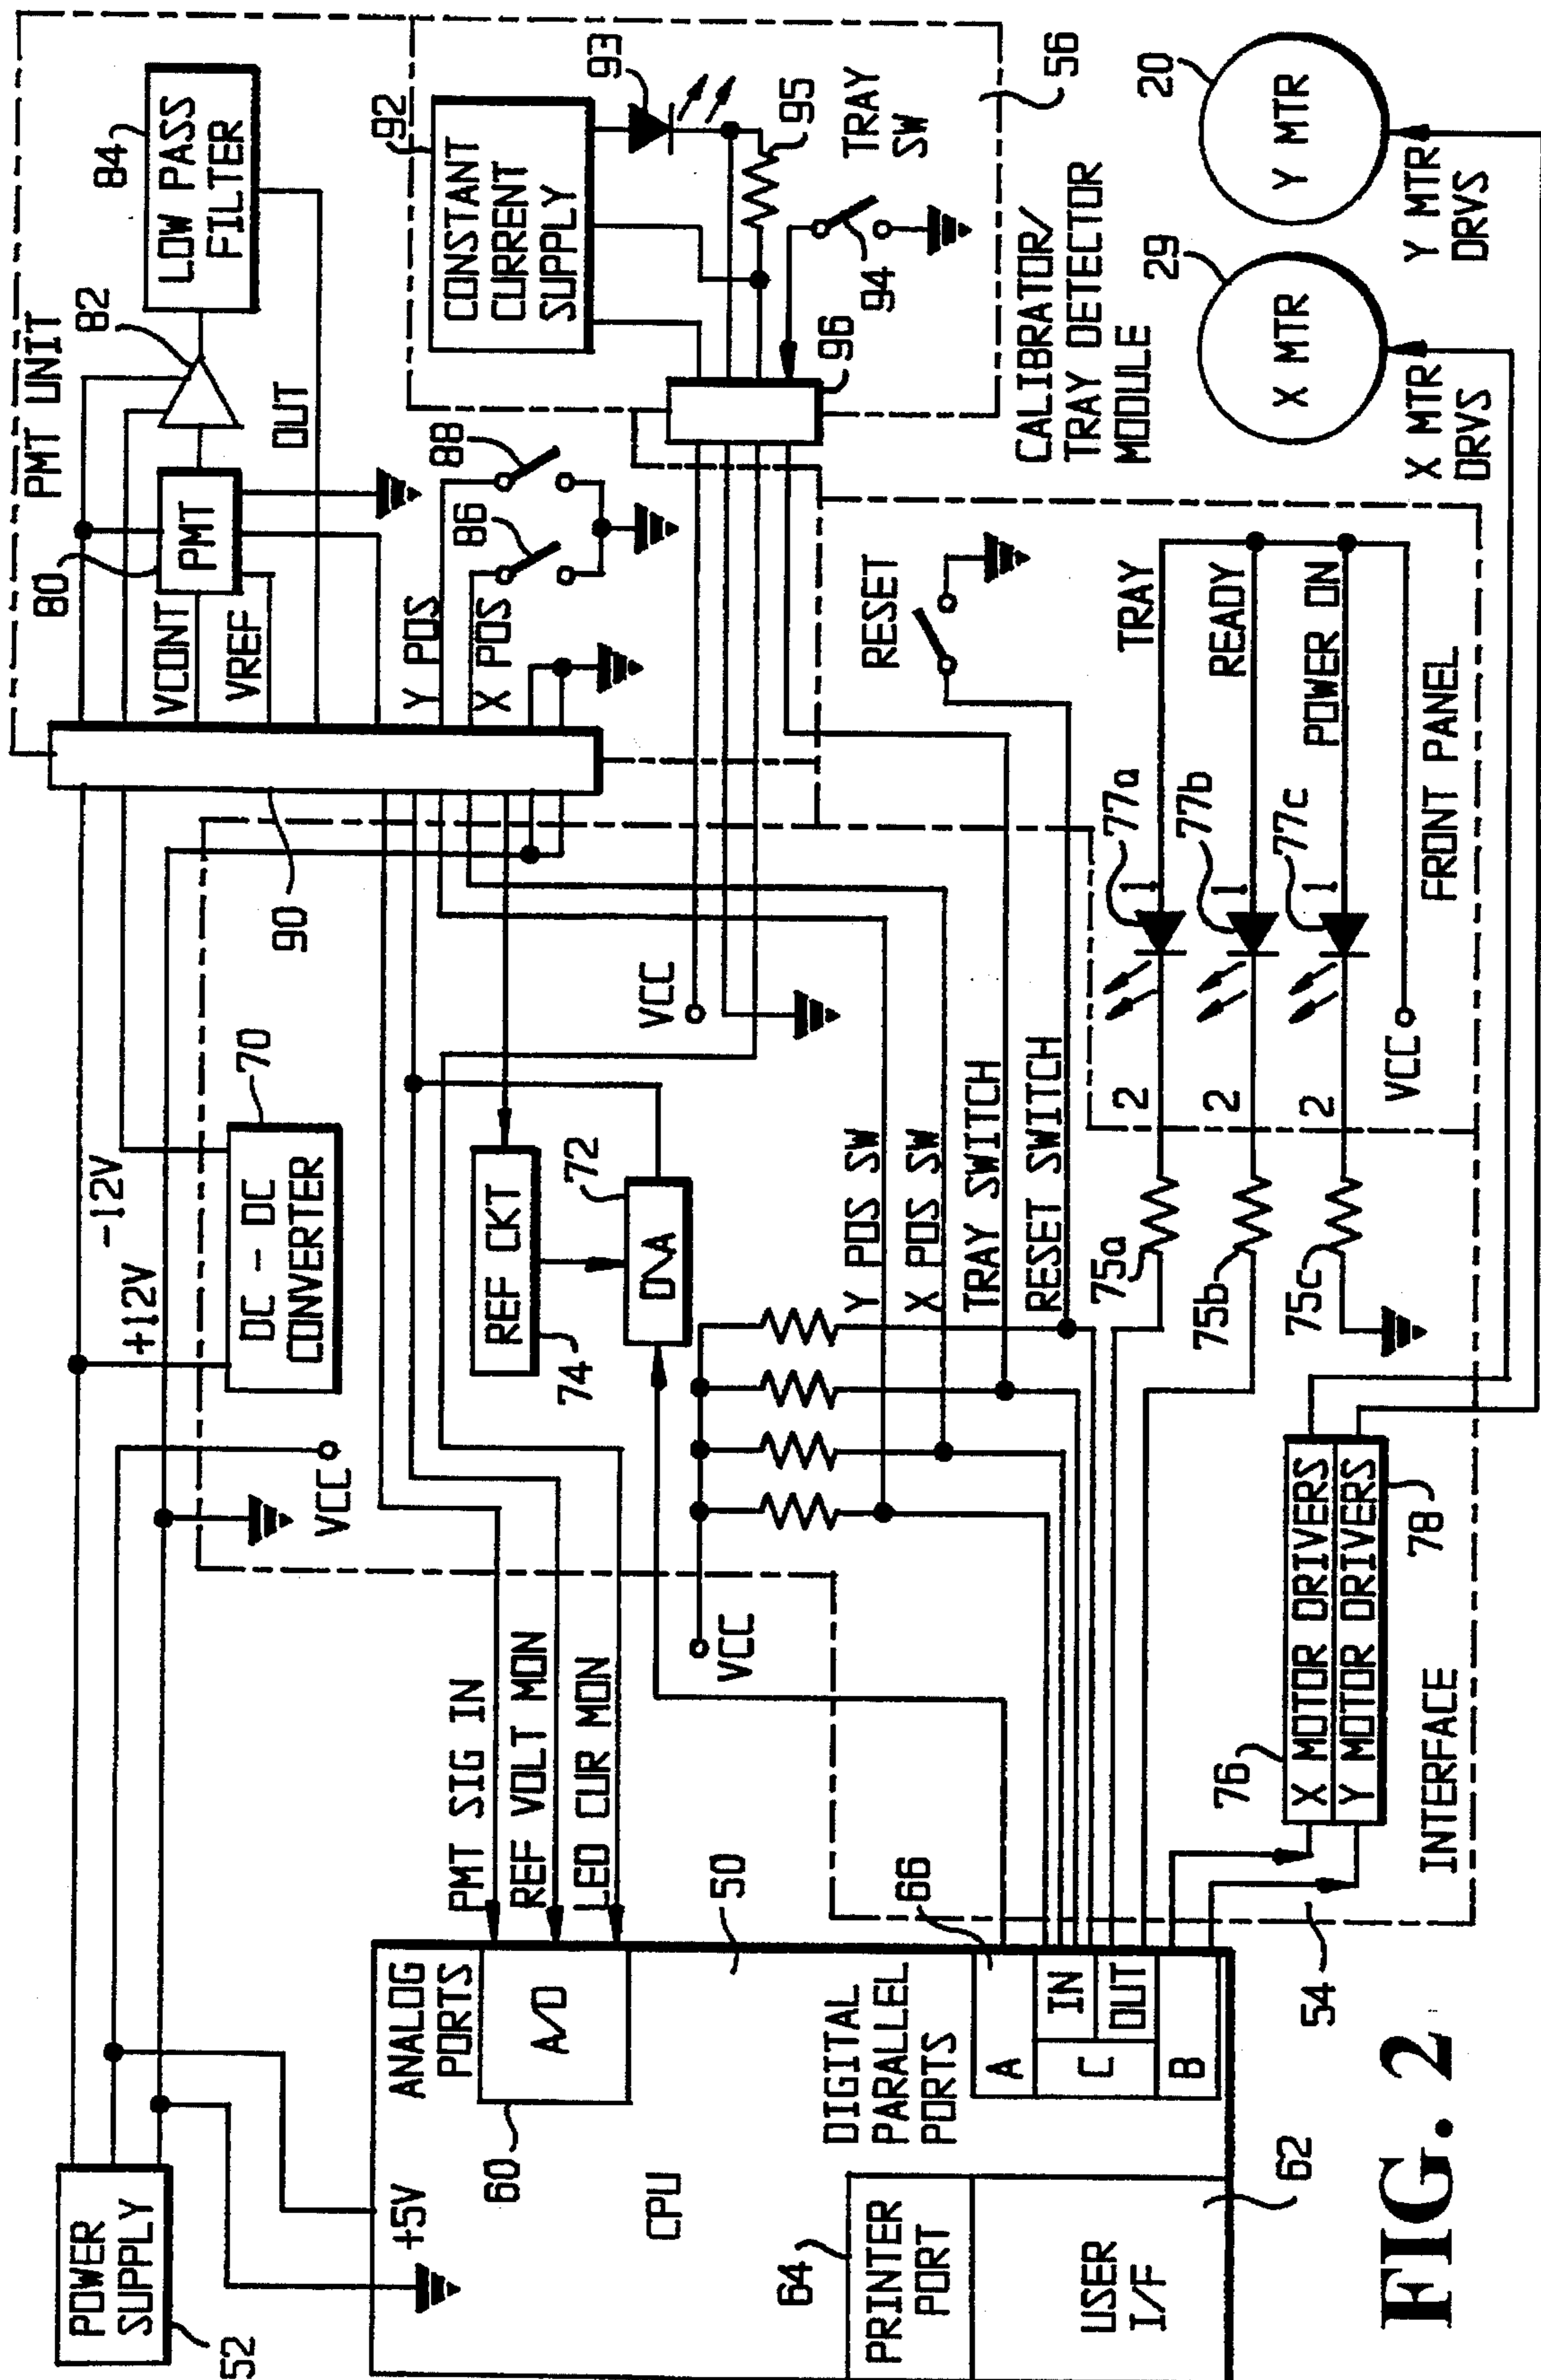 POWER
SUPPLY
52
+5V
CPU
ANALOG
PORTS
A/D
60
50
DIGITAL
PARALLEL
PORTS
66
A
C
IN
OUT
B
64
PRINTER
PORT
USER
I/F
62
PMT SIG IN
REF VOLT MON
LED CUR MON
VCC
+12V
-12V
DC - DC
CONVERTER
70
REF CKT
74
72
D\A
VCC
Y POS SW
X POS SW
TRAY SWITCH
RESET SWITCH
75a
75b
75c
2
2
2
77a
77b
77c
1
1
1
TRAY
READY
POWER ON
VCC
FRONT PANEL
76
X MOTOR DRIVERS
Y MOTOR DRIVERS
78
54
INTERFACE
90
VCC
RESET
PMT UNIT
80
PMT
VCONT
VREF
82
84
LOW PASS
FILTER
OUT
Y POS
X POS
86
88
92
CONSTANT
CURRENT
SUPPLY
93
95
TRAY
SW
94
96
56
CALIBRATOR/
TRAY DETECTOR
MODULE
29
X MTR
20
Y MTR
X MTR
DRVS
Y MTR
DRVS
FIG. 2